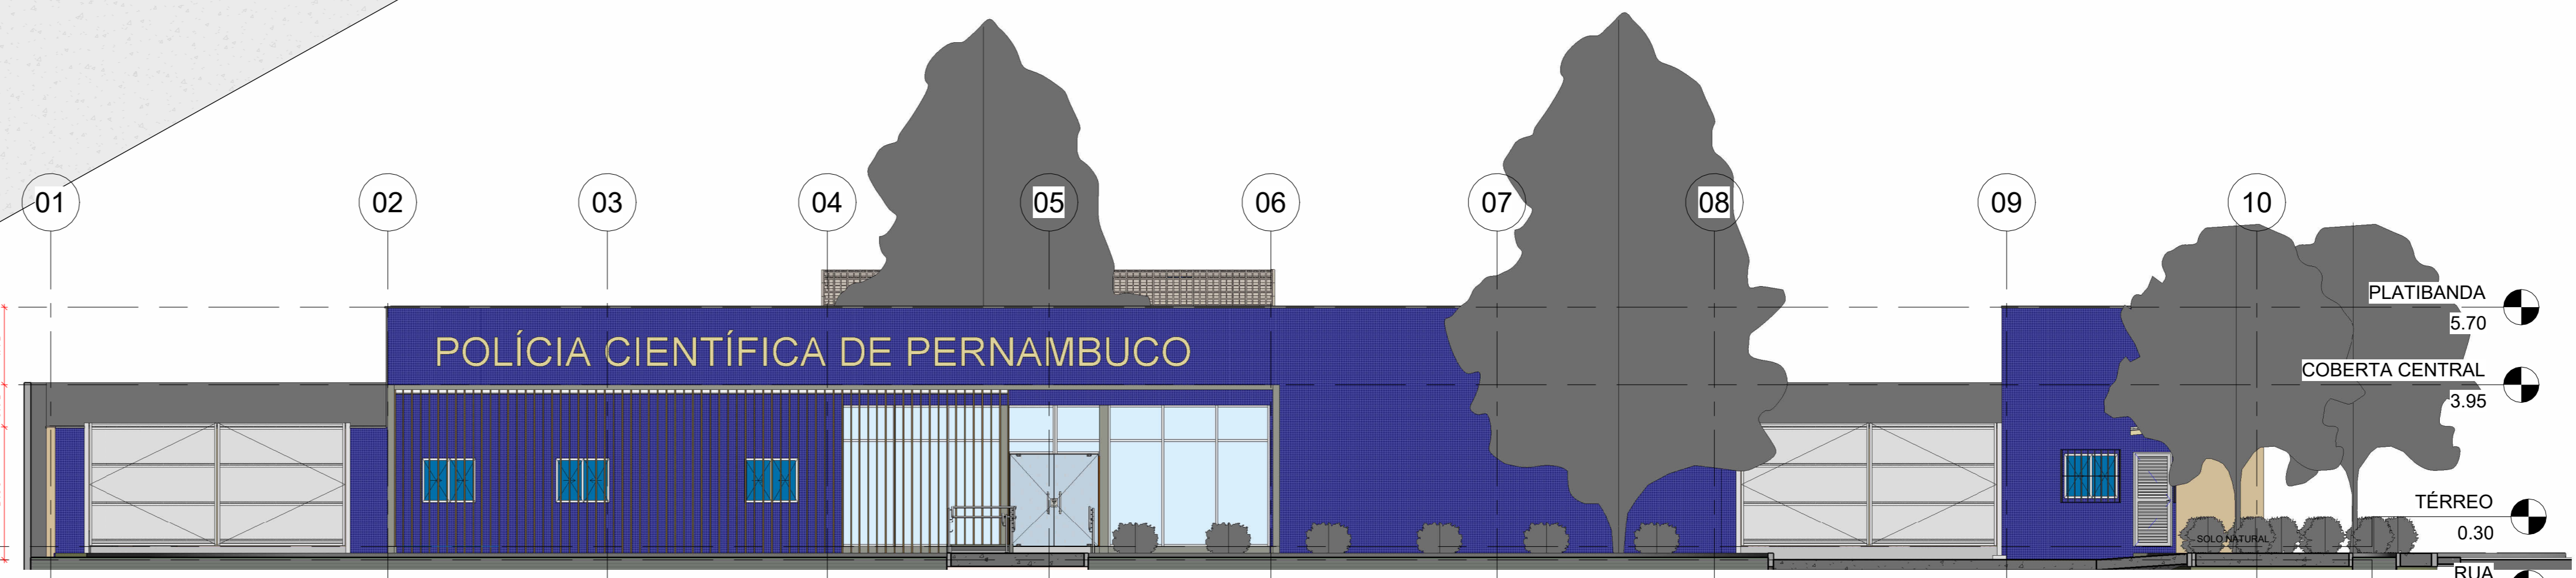 01 02 03 04 05 06 07 08 09 10
PLATIBANDA
5.70
POLÍCIA CIENTÍFICA DE PERNAMBUCO
COBERTA CENTRAL
3.95
TÉRREO
0.30
SOLO NATURAL
RUA